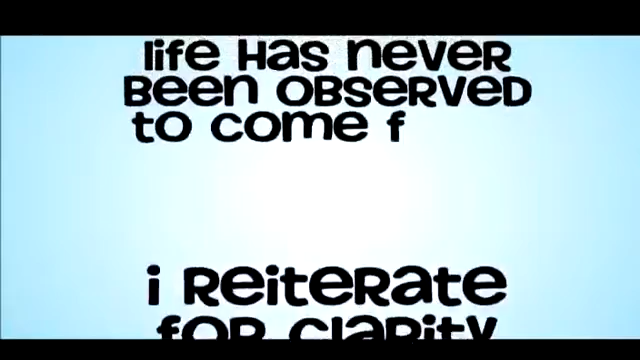 life Has never
Been OBSERVED
to come f
i Reiterate
for clarity